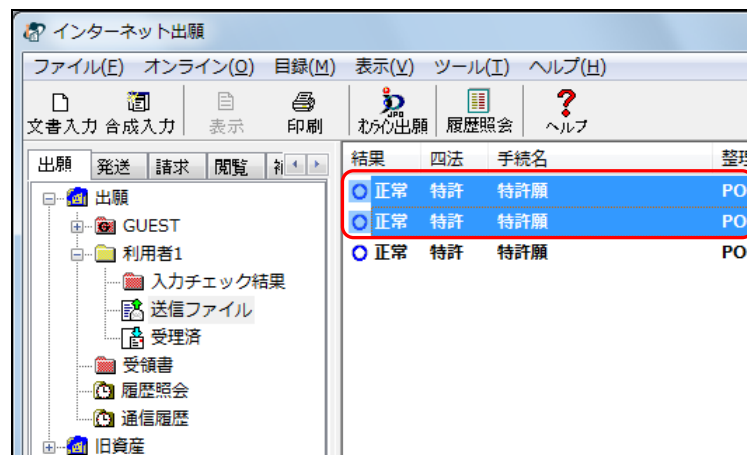 インターネット出願
ファイル(F) オンライン(O) 目録(M) 表示(V) ツール(T) ヘルプ(H)
文書入力 合成入力 表示 印刷 オンライン出願 履歴照会 ヘルプ
出願 発送 請求 閲覧
結果 四法 手続名 整理
正常 特許 特許願 PO
正常 特許 特許願 PO
正常 特許 特許願 PO
出願
GUEST
利用者1
入力チェック結果
送信ファイル
受理済
受領書
履歴照会
通信履歴
旧資産